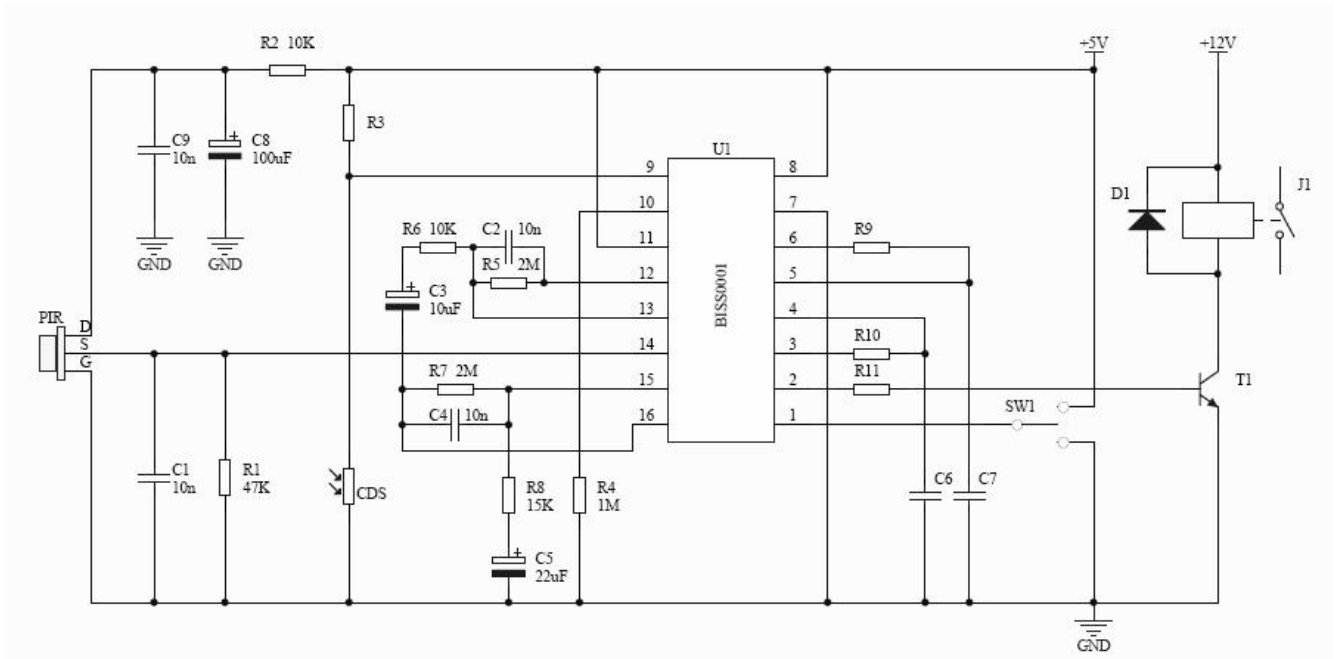 R2 10K
+5V
+12V
R3
C9
10n
C8
100uF
U1
9
8
D1
J1
10
7
R6 10K
C2
10n
11
6
R9
GND
GND
R5
2M
12
5
C3
10uF
13
4
BISS0001
PIR
D
S
G
14
3
R10
R7 2M
15
2
R11
T1
C4
10n
16
1
SW1
C1
10n
R1
47K
CDS
R8
15K
R4
1M
C6
C7
C5
22uF
GND